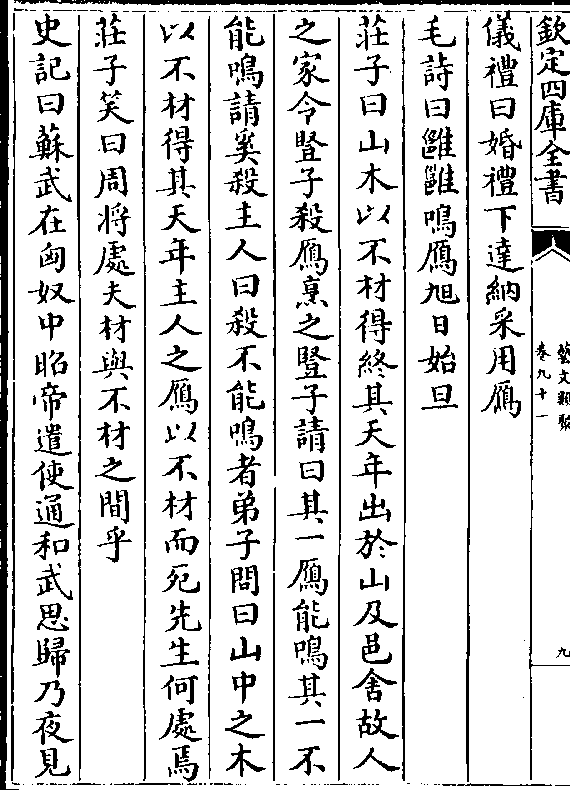 欽定四庫全書
藝文類聚
卷九十一
九
儀禮曰婚禮下達納采用鴈
毛詩曰雝雝鳴鴈旭日始旦
莊子曰山木以不材得終其天年出於山及邑舍故人
之家令豎子殺鴈烹之豎子請曰其一鴈能鳴其一不
能鳴請奚殺主人曰殺不能鳴者弟子問曰山中之木
以不材得其天年主人之鴈以不材而死先生何處焉
莊子笑曰周將處夫材與不材之間乎
史記曰蘇武在匈奴中昭帝遣使通和武思歸乃夜見